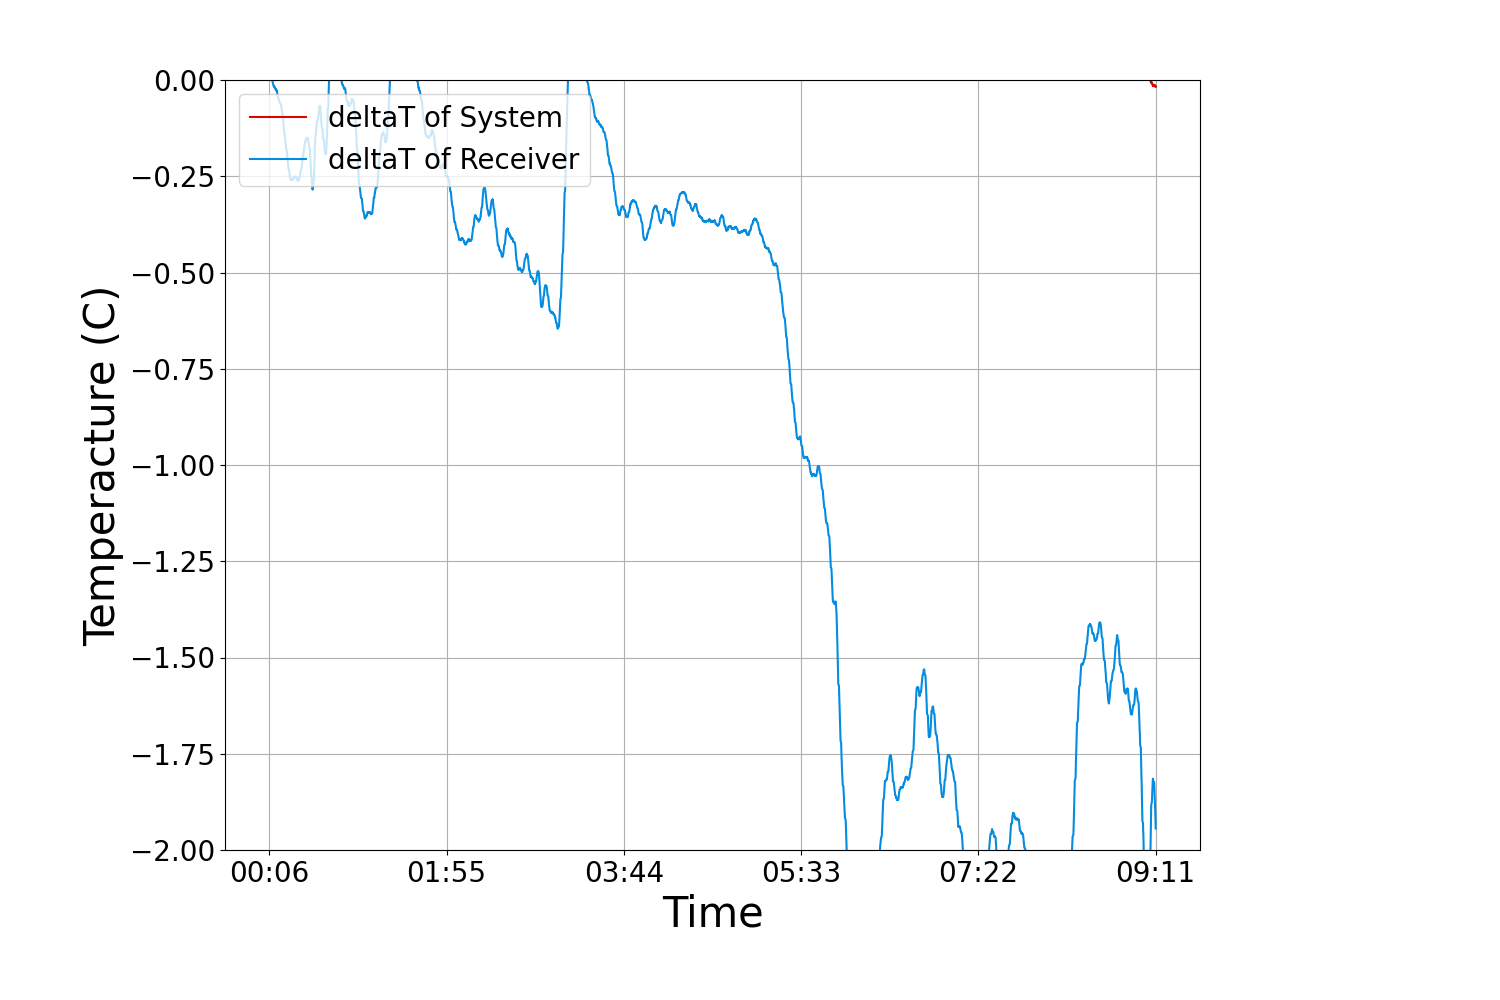 0.00
−0.25
−0.50
−0.75
−1.00
−1.25
−1.50
−1.75
−2.00
Temperacture (C)
deltaT of System
deltaT of Receiver
00:06 01:55 03:44 05:33 07:22 09:11
Time